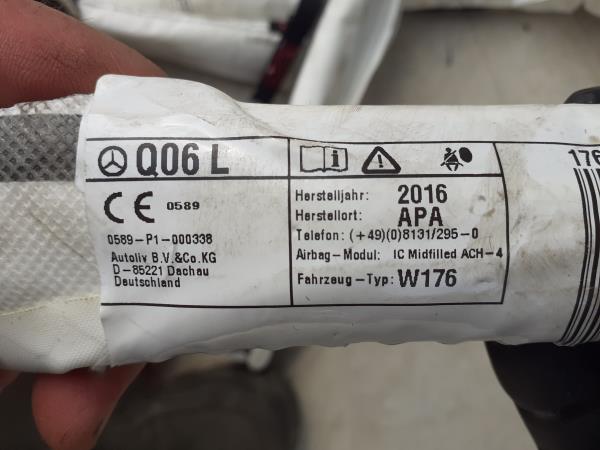 Q06 L
CE 0589
0589-P1-000338
Autoliv B.V.&Co.KG
D-85221 Dachau
Deutschland
Herstelljahr: 2016
Herstellort: APA
Telefon: (+49)(0)8131/295-0
Airbag-Modul: IC Midfilled ACH-4
Fahrzeug-Typ: W176
176